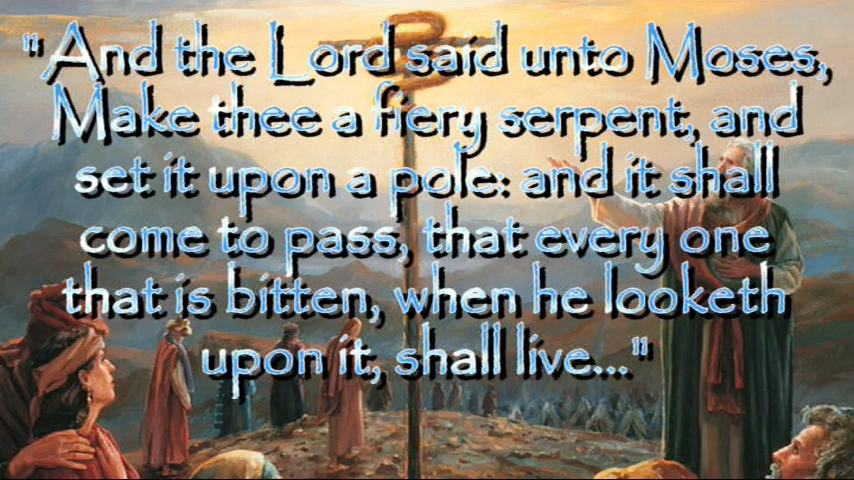 "And the Lord said unto Moses,
Make thee a fiery serpent, and
set it upon a pole: and it shall
come to pass, that every one
that is bitten, when he looketh
upon it, shall live..."